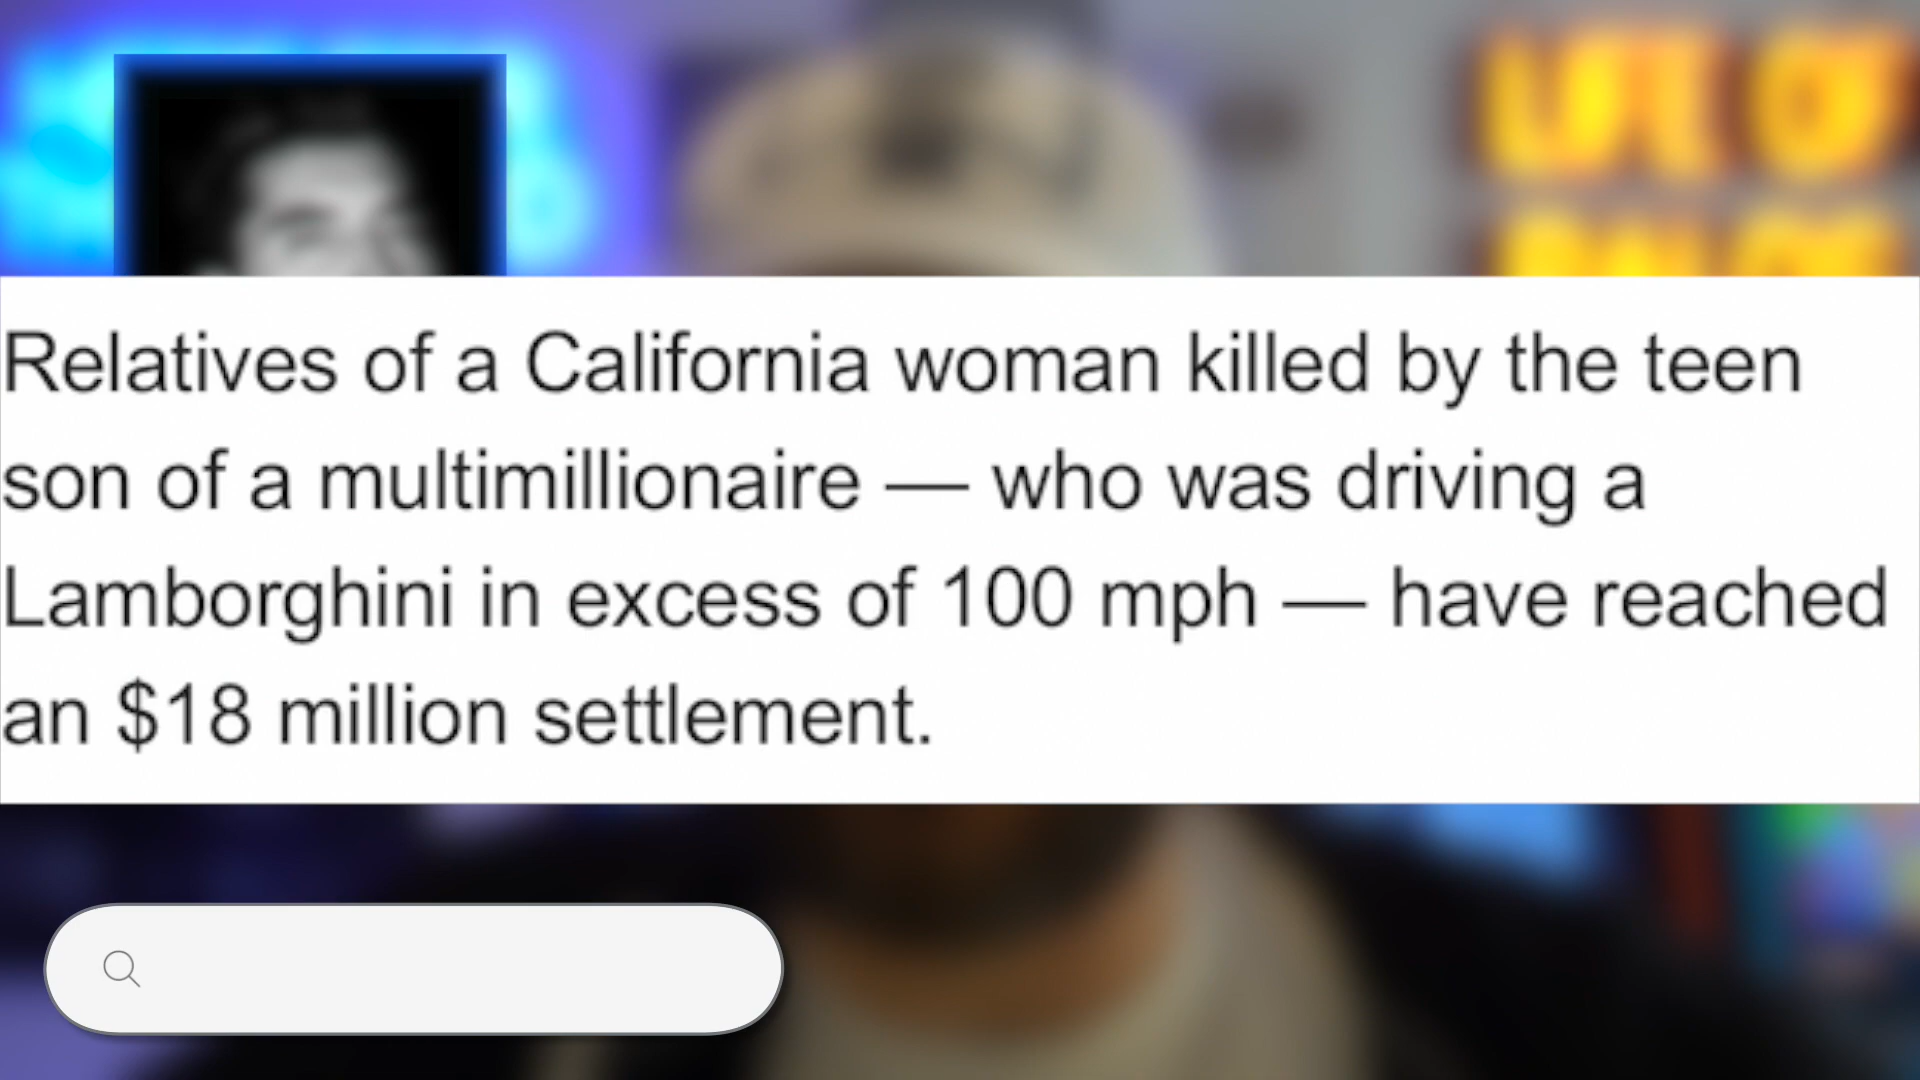 Relatives of a California woman killed by the teen
son of a multimillionaire — who was driving a
Lamborghini in excess of 100 mph — have reached
an $18 million settlement.